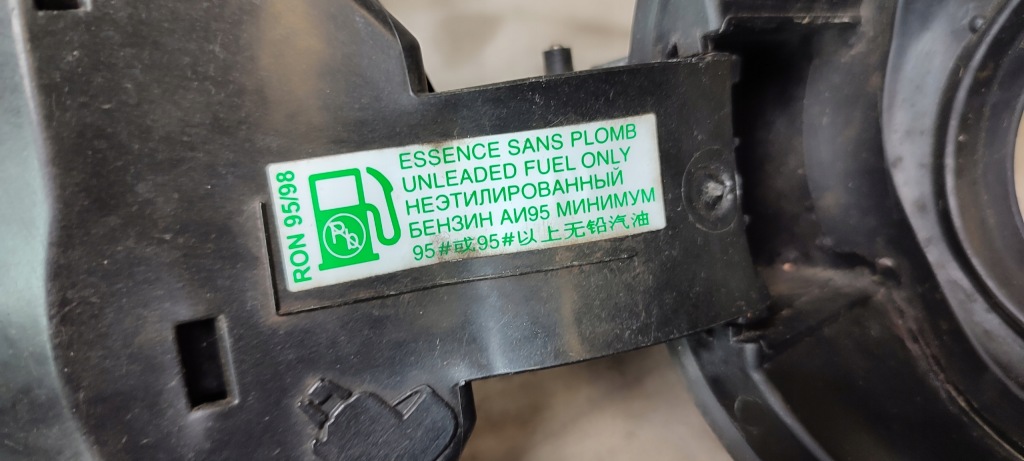 RON 95/98
ESSENCE SANS PLOMB
UNLEADED FUEL ONLY
НЕЭТИЛИРОВАННЫЙ
БЕНЗИН АИ95 МИНИМУМ
95#或95#以上无铅汽油